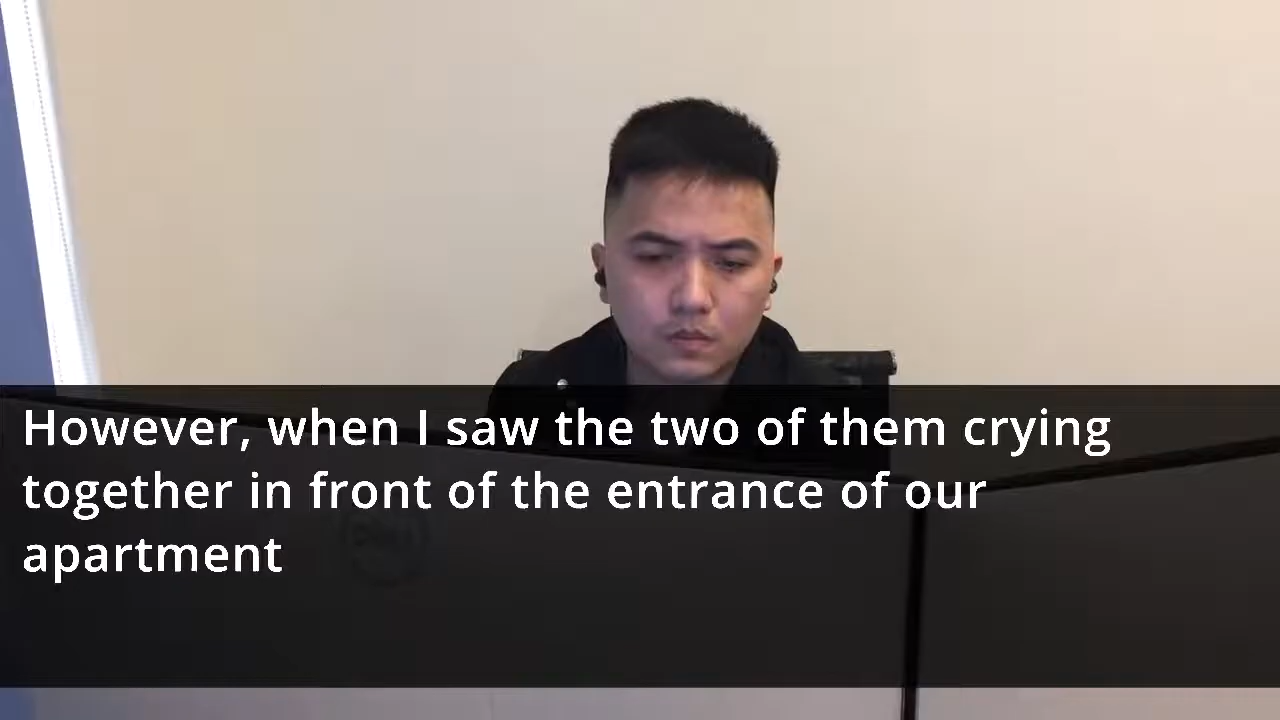 However, when I saw the two of them crying
together in front of the entrance of our
apartment